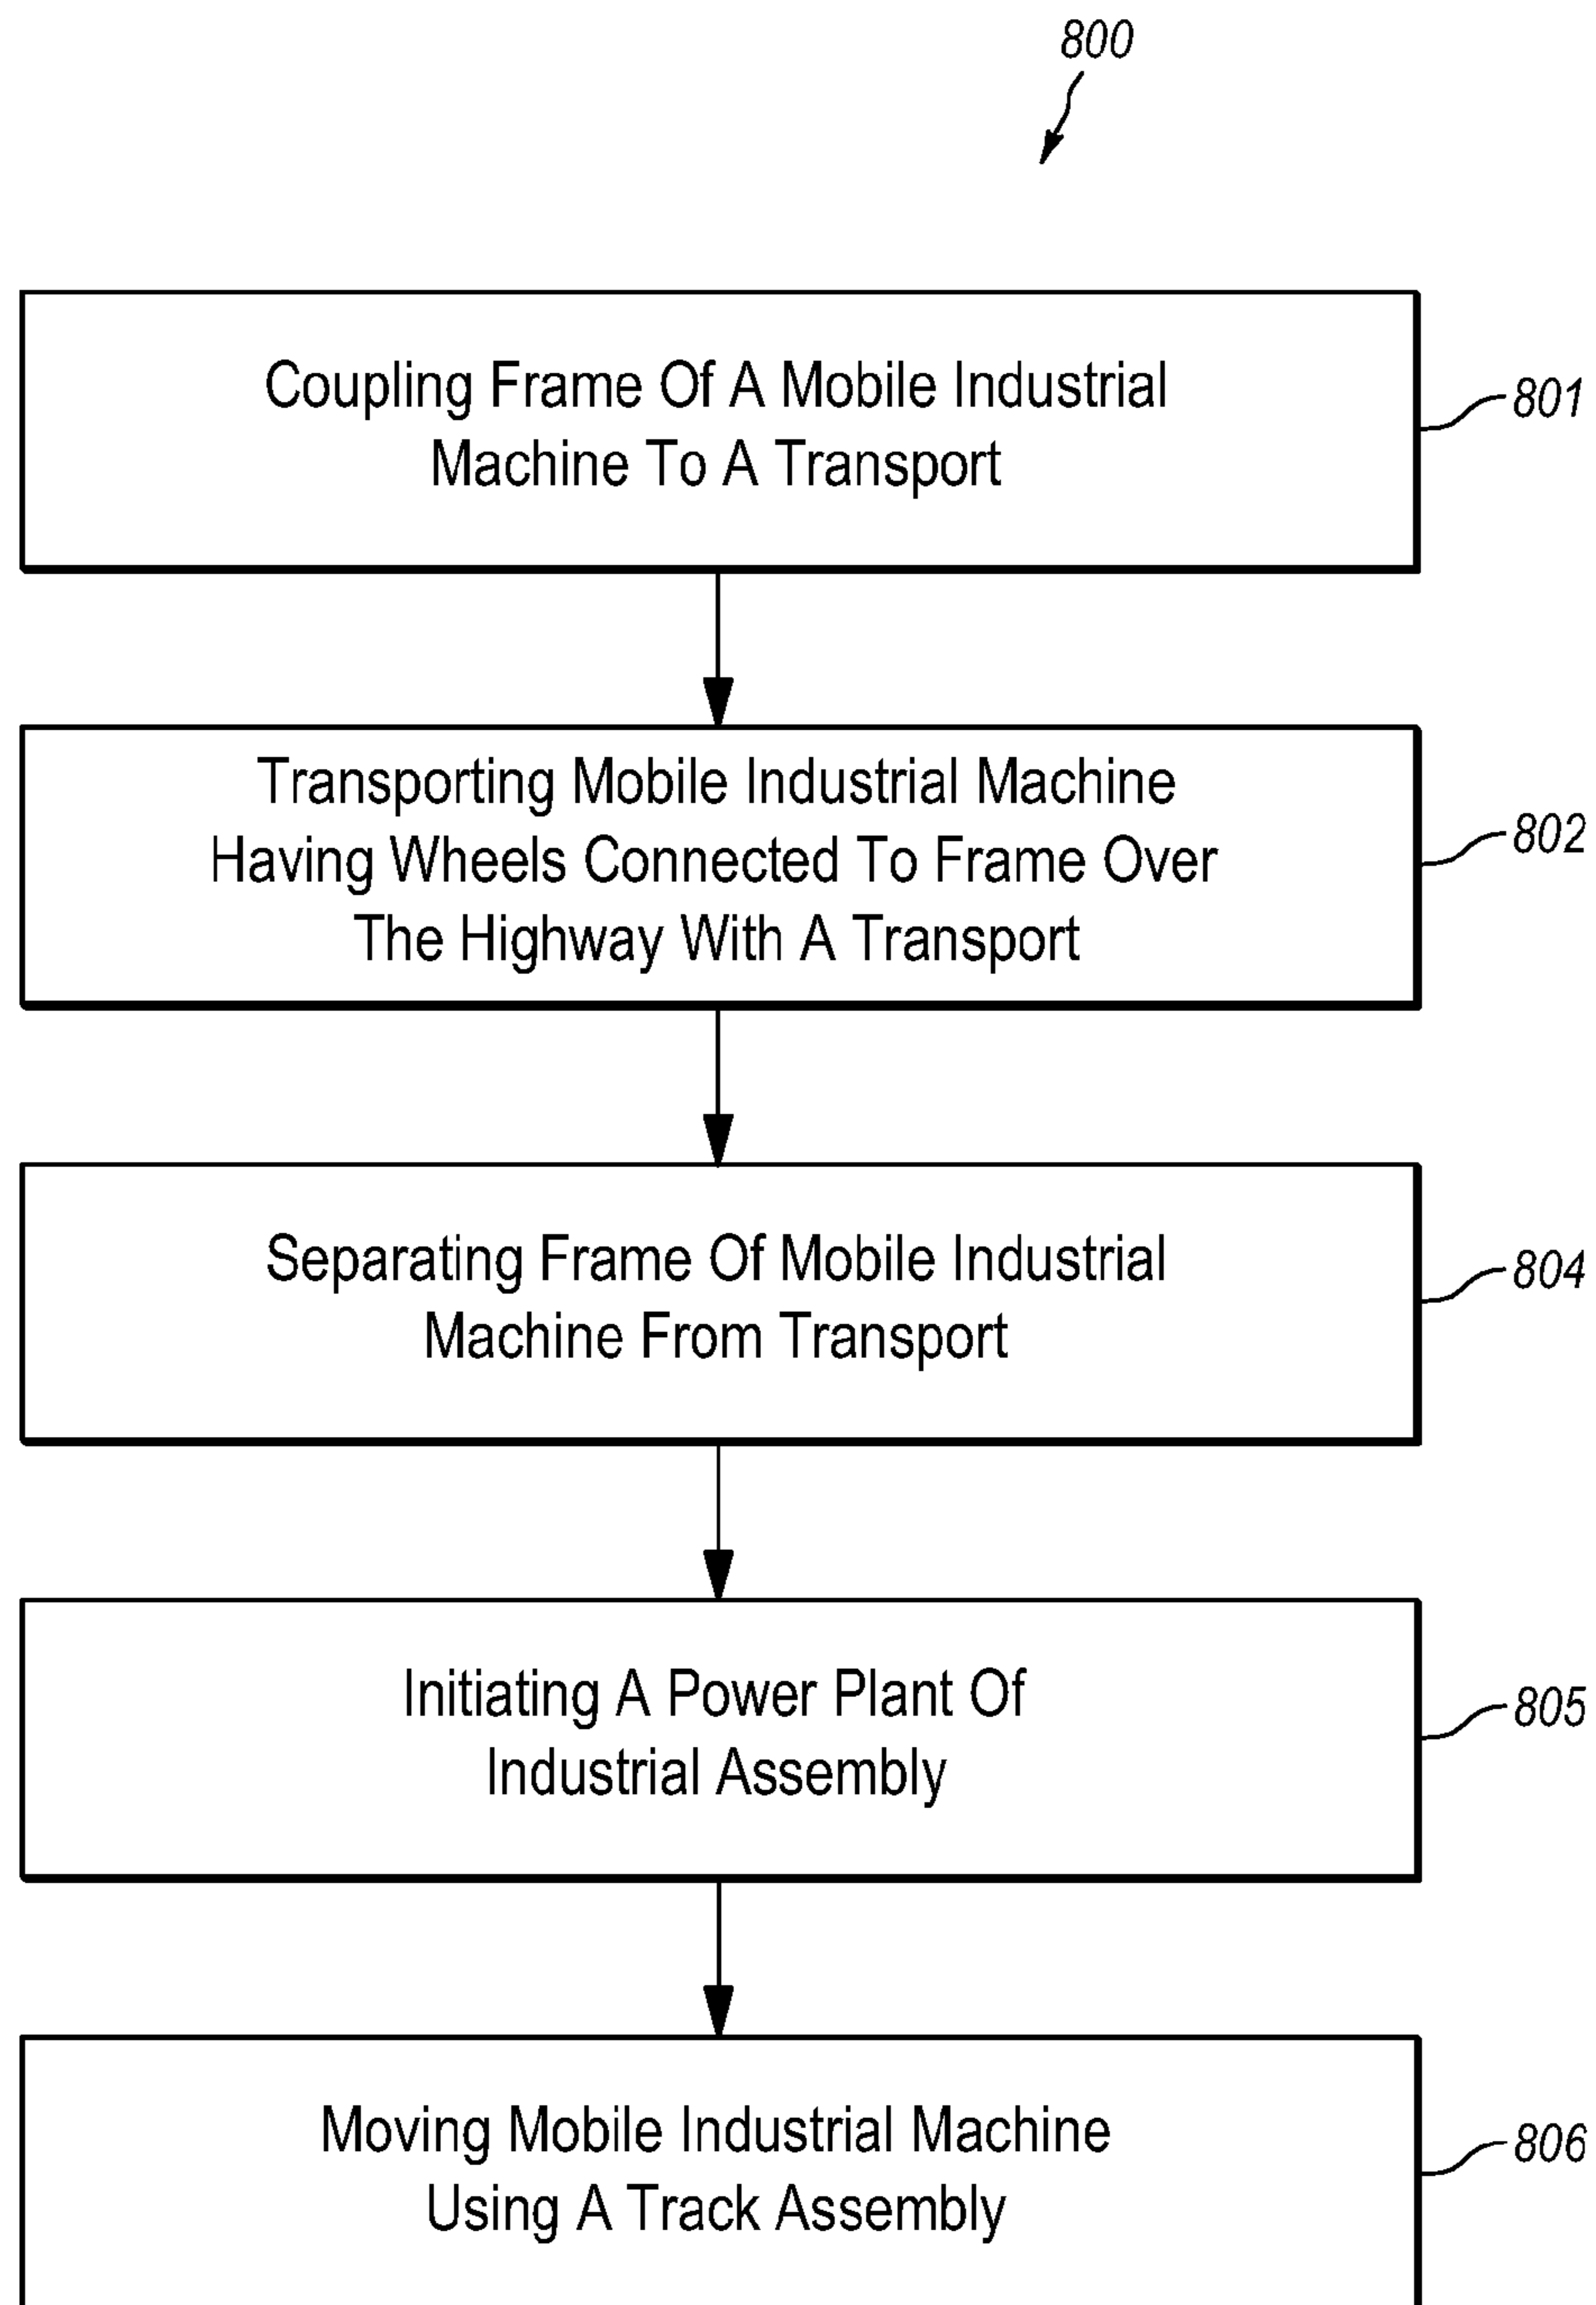 800
Coupling Frame Of A Mobile Industrial
Machine To A Transport
801
Transporting Mobile Industrial Machine
Having Wheels Connected To Frame Over
The Highway With A Transport
802
Separating Frame Of Mobile Industrial
Machine From Transport
804
Initiating A Power Plant Of
Industrial Assembly
805
Moving Mobile Industrial Machine
Using A Track Assembly
806